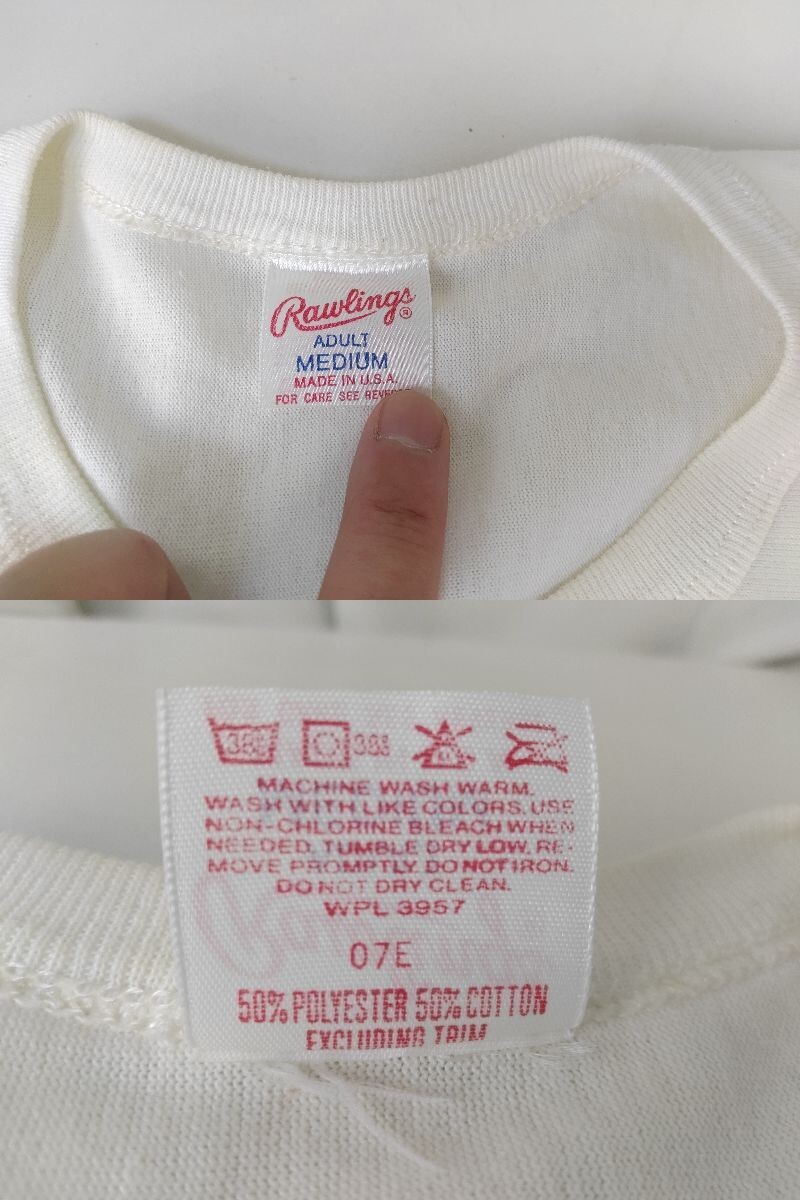 Rawlings®
ADULT
MEDIUM
MADE IN U.S.A.
FOR CARE SEE
MACHINE WASH WARM.
WASH WITH LIKE COLORS. USE
NON-CHLORINE BLEACH WHEN
NEEDED. TUMBLE DRY LOW. RE-
MOVE PROMPTLY. DO NOT IRON.
DO NOT DRY CLEAN.
WPL 3957
07E
50% POLYESTER 50% COTTON
EXCLUDING TRIM